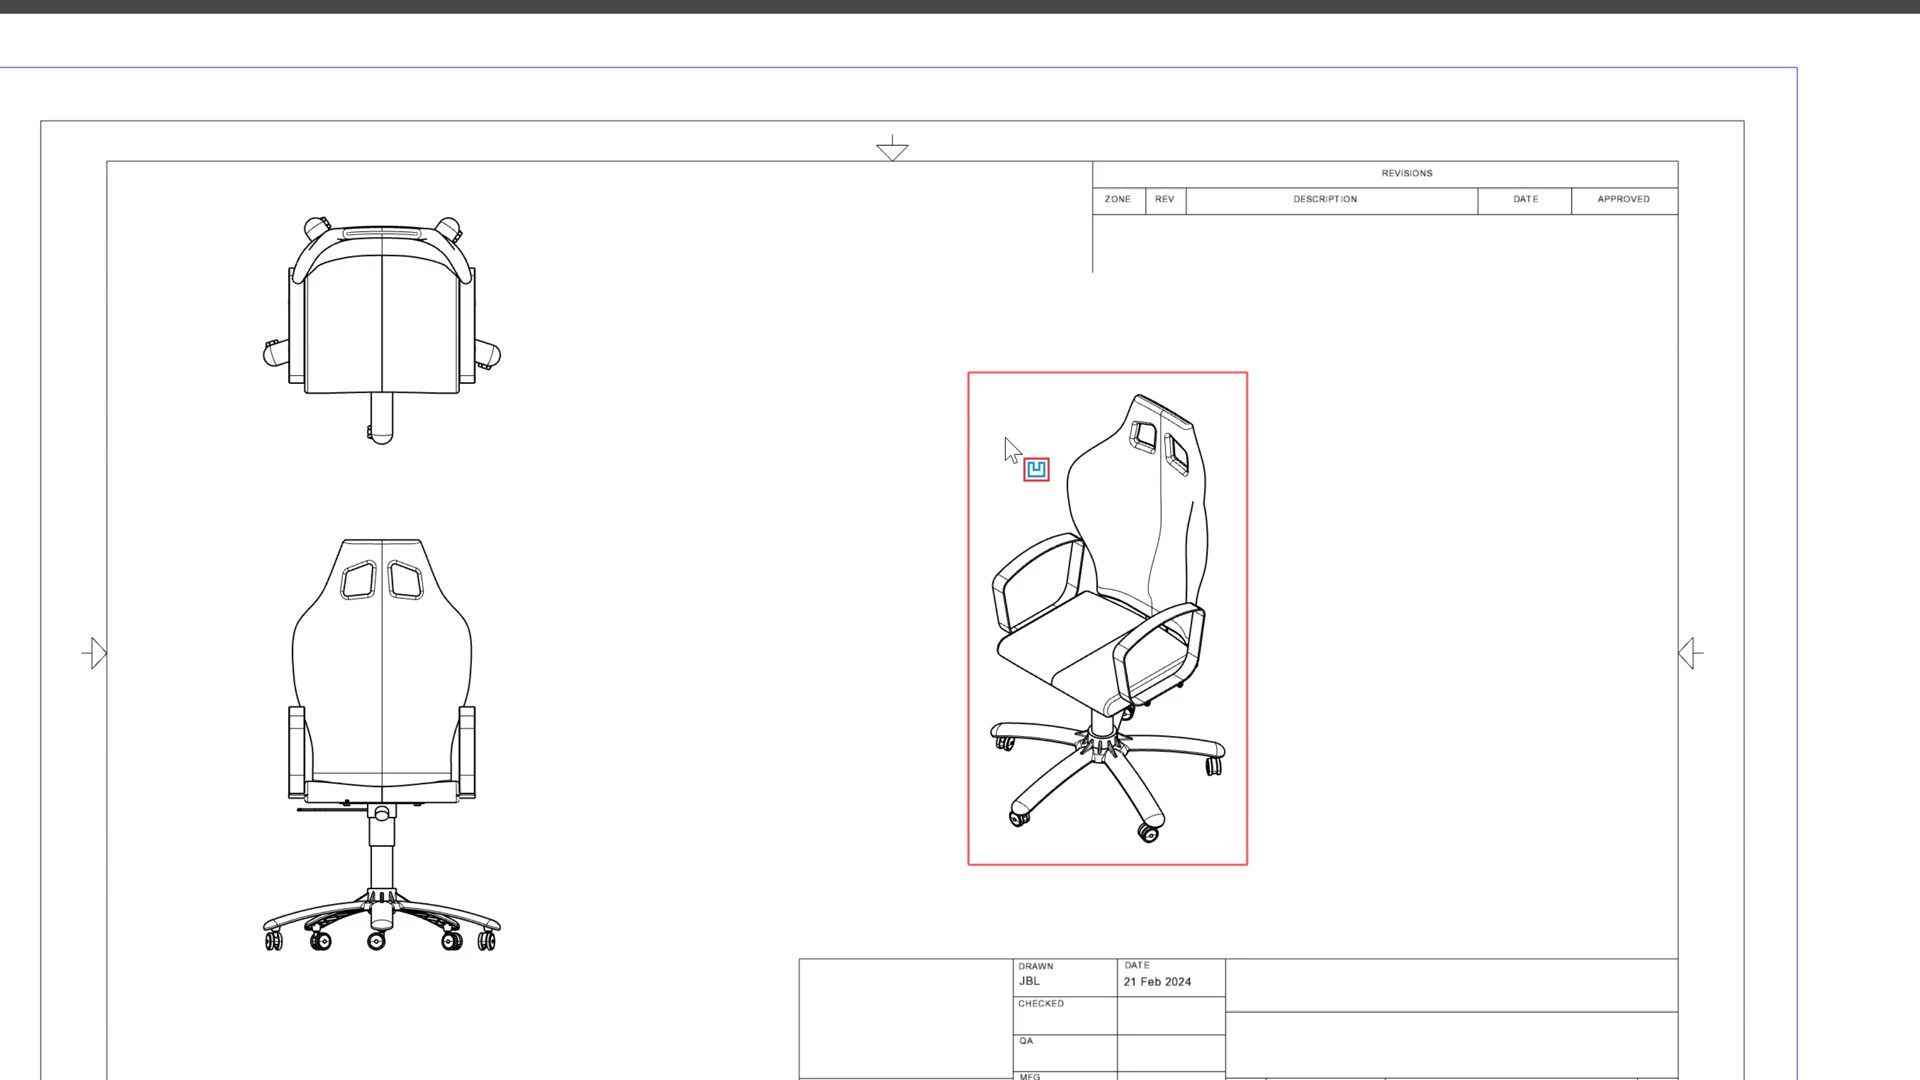 REVISIONS
ZONE REV DESCRIPTION DATE APPROVED
DRAWN DATE
JBL 21 Feb 2024
CHECKED
QA
MFG